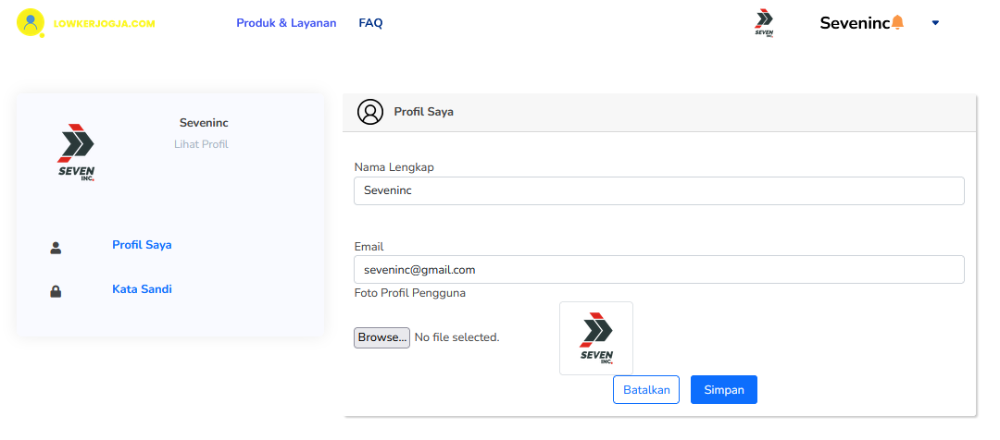 LOWKERJOGJA.COM
Produk & Layanan
FAQ
SEVEN
INC.
Seveninc
Seveninc
Lihat Profil
SEVEN
INC.
Profil Saya
Kata Sandi
Profil Saya
Nama Lengkap
Seveninc
Email
seveninc@gmail.com
Foto Profil Pengguna
Browse... No file selected.
SEVEN
INC.
Batalkan
Simpan